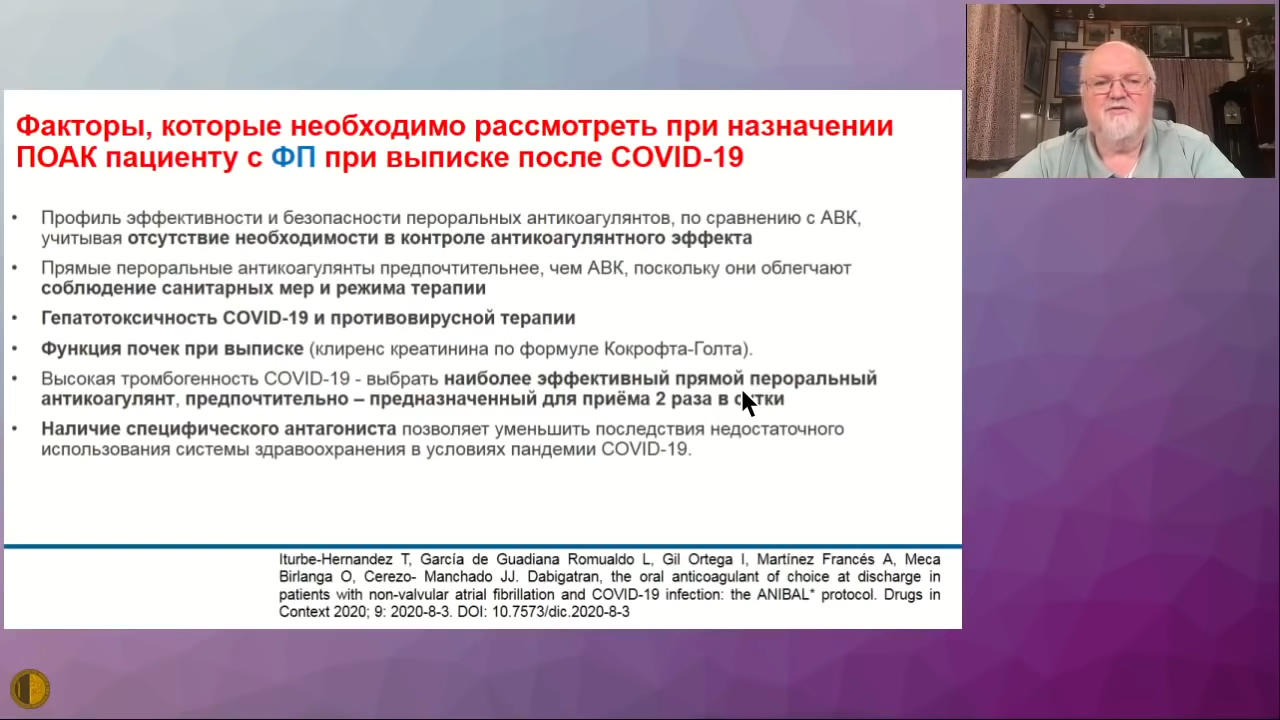 Факторы, которые необходимо рассмотреть при назначении
ПОАК пациенту с ФП при выписке после COVID-19
• Профиль эффективности и безопасности пероральных антикоагулянтов, по сравнению с АВК,
учитывая отсутствие необходимости в контроле антикоагулянтного эффекта
• Прямые пероральные антикоагулянты предпочтительнее, чем АВК, поскольку они облегчают
соблюдение санитарных мер и режима терапии
• Гепатотоксичность COVID-19 и противовирусной терапии
• Функция почек при выписке (клиренс креатинина по формуле Кокрофта-Голта).
• Высокая тромбогенность COVID-19 - выбрать наиболее эффективный прямой пероральный
антикоагулянт, предпочтительно – предназначенный для приёма 2 раза в сутки
• Наличие специфического антагониста позволяет уменьшить последствия недостаточного
использования системы здравоохранения в условиях пандемии COVID-19.
Iturbe-Hernandez T, García de Guadiana Romualdo L, Gil Ortega I, Martínez Francés A, Meca
Birlanga O, Cerezo- Manchado JJ. Dabigatran, the oral anticoagulant of choice at discharge in
patients with non-valvular atrial fibrillation and COVID-19 infection: the ANIBAL* protocol. Drugs in
Context 2020; 9: 2020-8-3. DOI: 10.7573/dic.2020-8-3